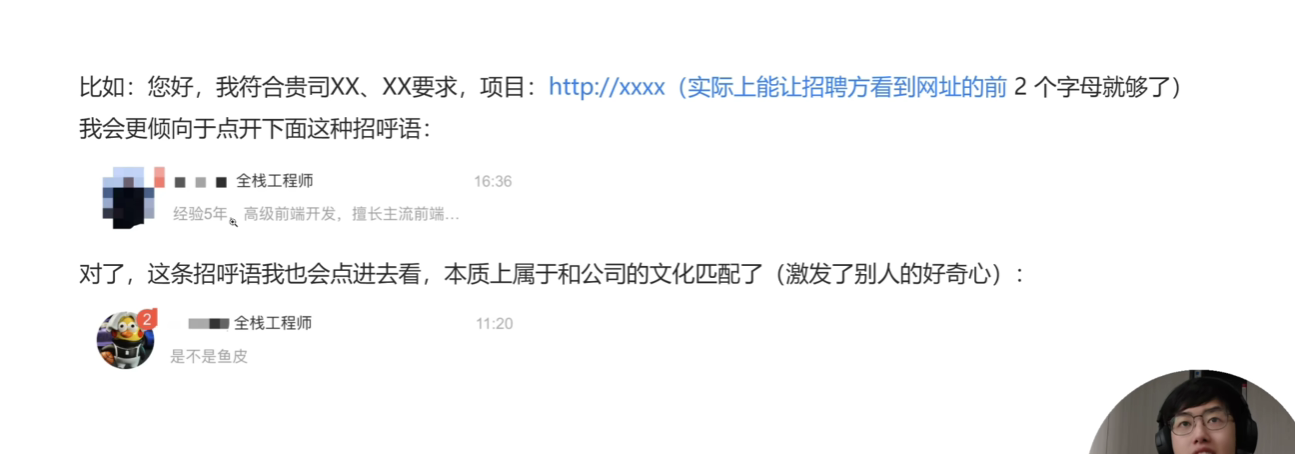 比如：您好，我符合贵司XX、XX要求，项目：http://xxxx（实际上能让招聘方看到网址的前 2 个字母就够了）
我会更倾向于点开下面这种招呼语：
全栈工程师 16:36
经验5年，高级前端开发，擅长主流前端...
对了，这条招呼语我也会点进去看，本质上属于和公司的文化匹配了（激发了别人的好奇心）：
2 全栈工程师 11:20
是不是鱼皮